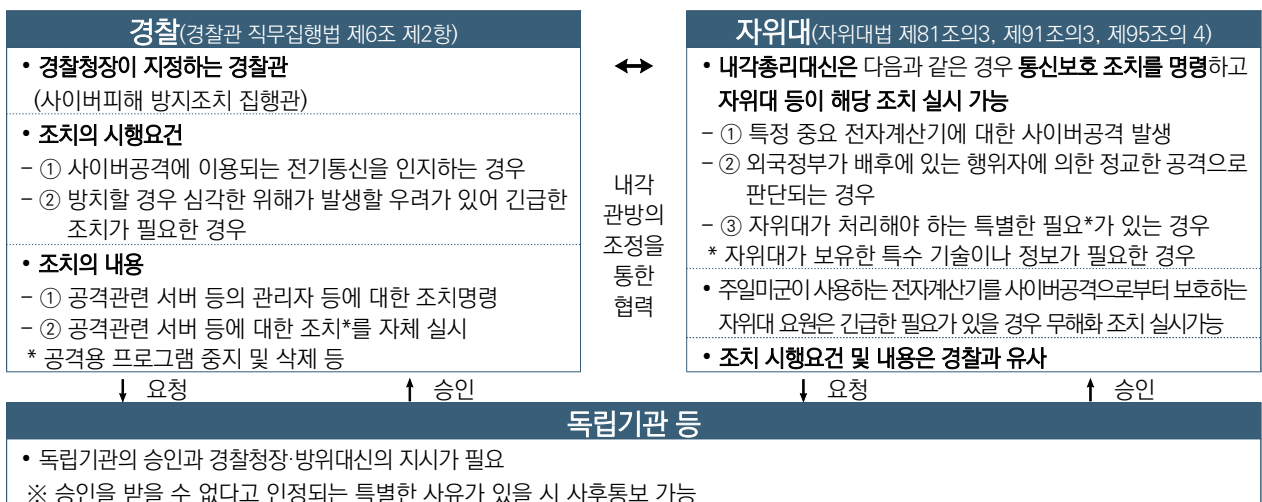 경찰(경찰관 직무집행법 제6조 제2항)
• 경찰청장이 지정하는 경찰관
(사이버피해 방지조치 집행관)
• 조치의 시행요건
- ① 사이버공격에 이용되는 전기통신을 인지하는 경우
- ② 방치할 경우 심각한 위해가 발생할 우려가 있어 긴급한
조치가 필요한 경우
• 조치의 내용
- ① 공격관련 서버 등의 관리자 등에 대한 조치명령
- ② 공격관련 서버 등에 대한 조치*를 자체 실시
* 공격용 프로그램 중지 및 삭제 등
↔
내각
관방의
조정을
통한
협력
자위대(자위대법 제81조의3, 제91조의3, 제95조의 4)
• 내각총리대신은 다음과 같은 경우 통신보호 조치를 명령하고
자위대 등이 해당 조치 실시 가능
- ① 특정 중요 전자계산기에 대한 사이버공격 발생
- ② 외국정부가 배후에 있는 행위자에 의한 정교한 공격으로
판단되는 경우
- ③ 자위대가 처리해야 하는 특별한 필요*가 있는 경우
* 자위대가 보유한 특수 기술이나 정보가 필요한 경우
• 주일미군이 사용하는 전자계산기를 사이버공격으로부터 보호하는
자위대 요원은 긴급한 필요가 있을 경우 무해화 조치 실시가능
• 조치 시행요건 및 내용은 경찰과 유사
↓ 요청 ↑ 승인 ↓ 요청 ↑ 승인
독립기관 등
• 독립기관의 승인과 경찰청장·방위대신의 지시가 필요
※ 승인을 받을 수 없다고 인정되는 특별한 사유가 있을 시 사후통보 가능